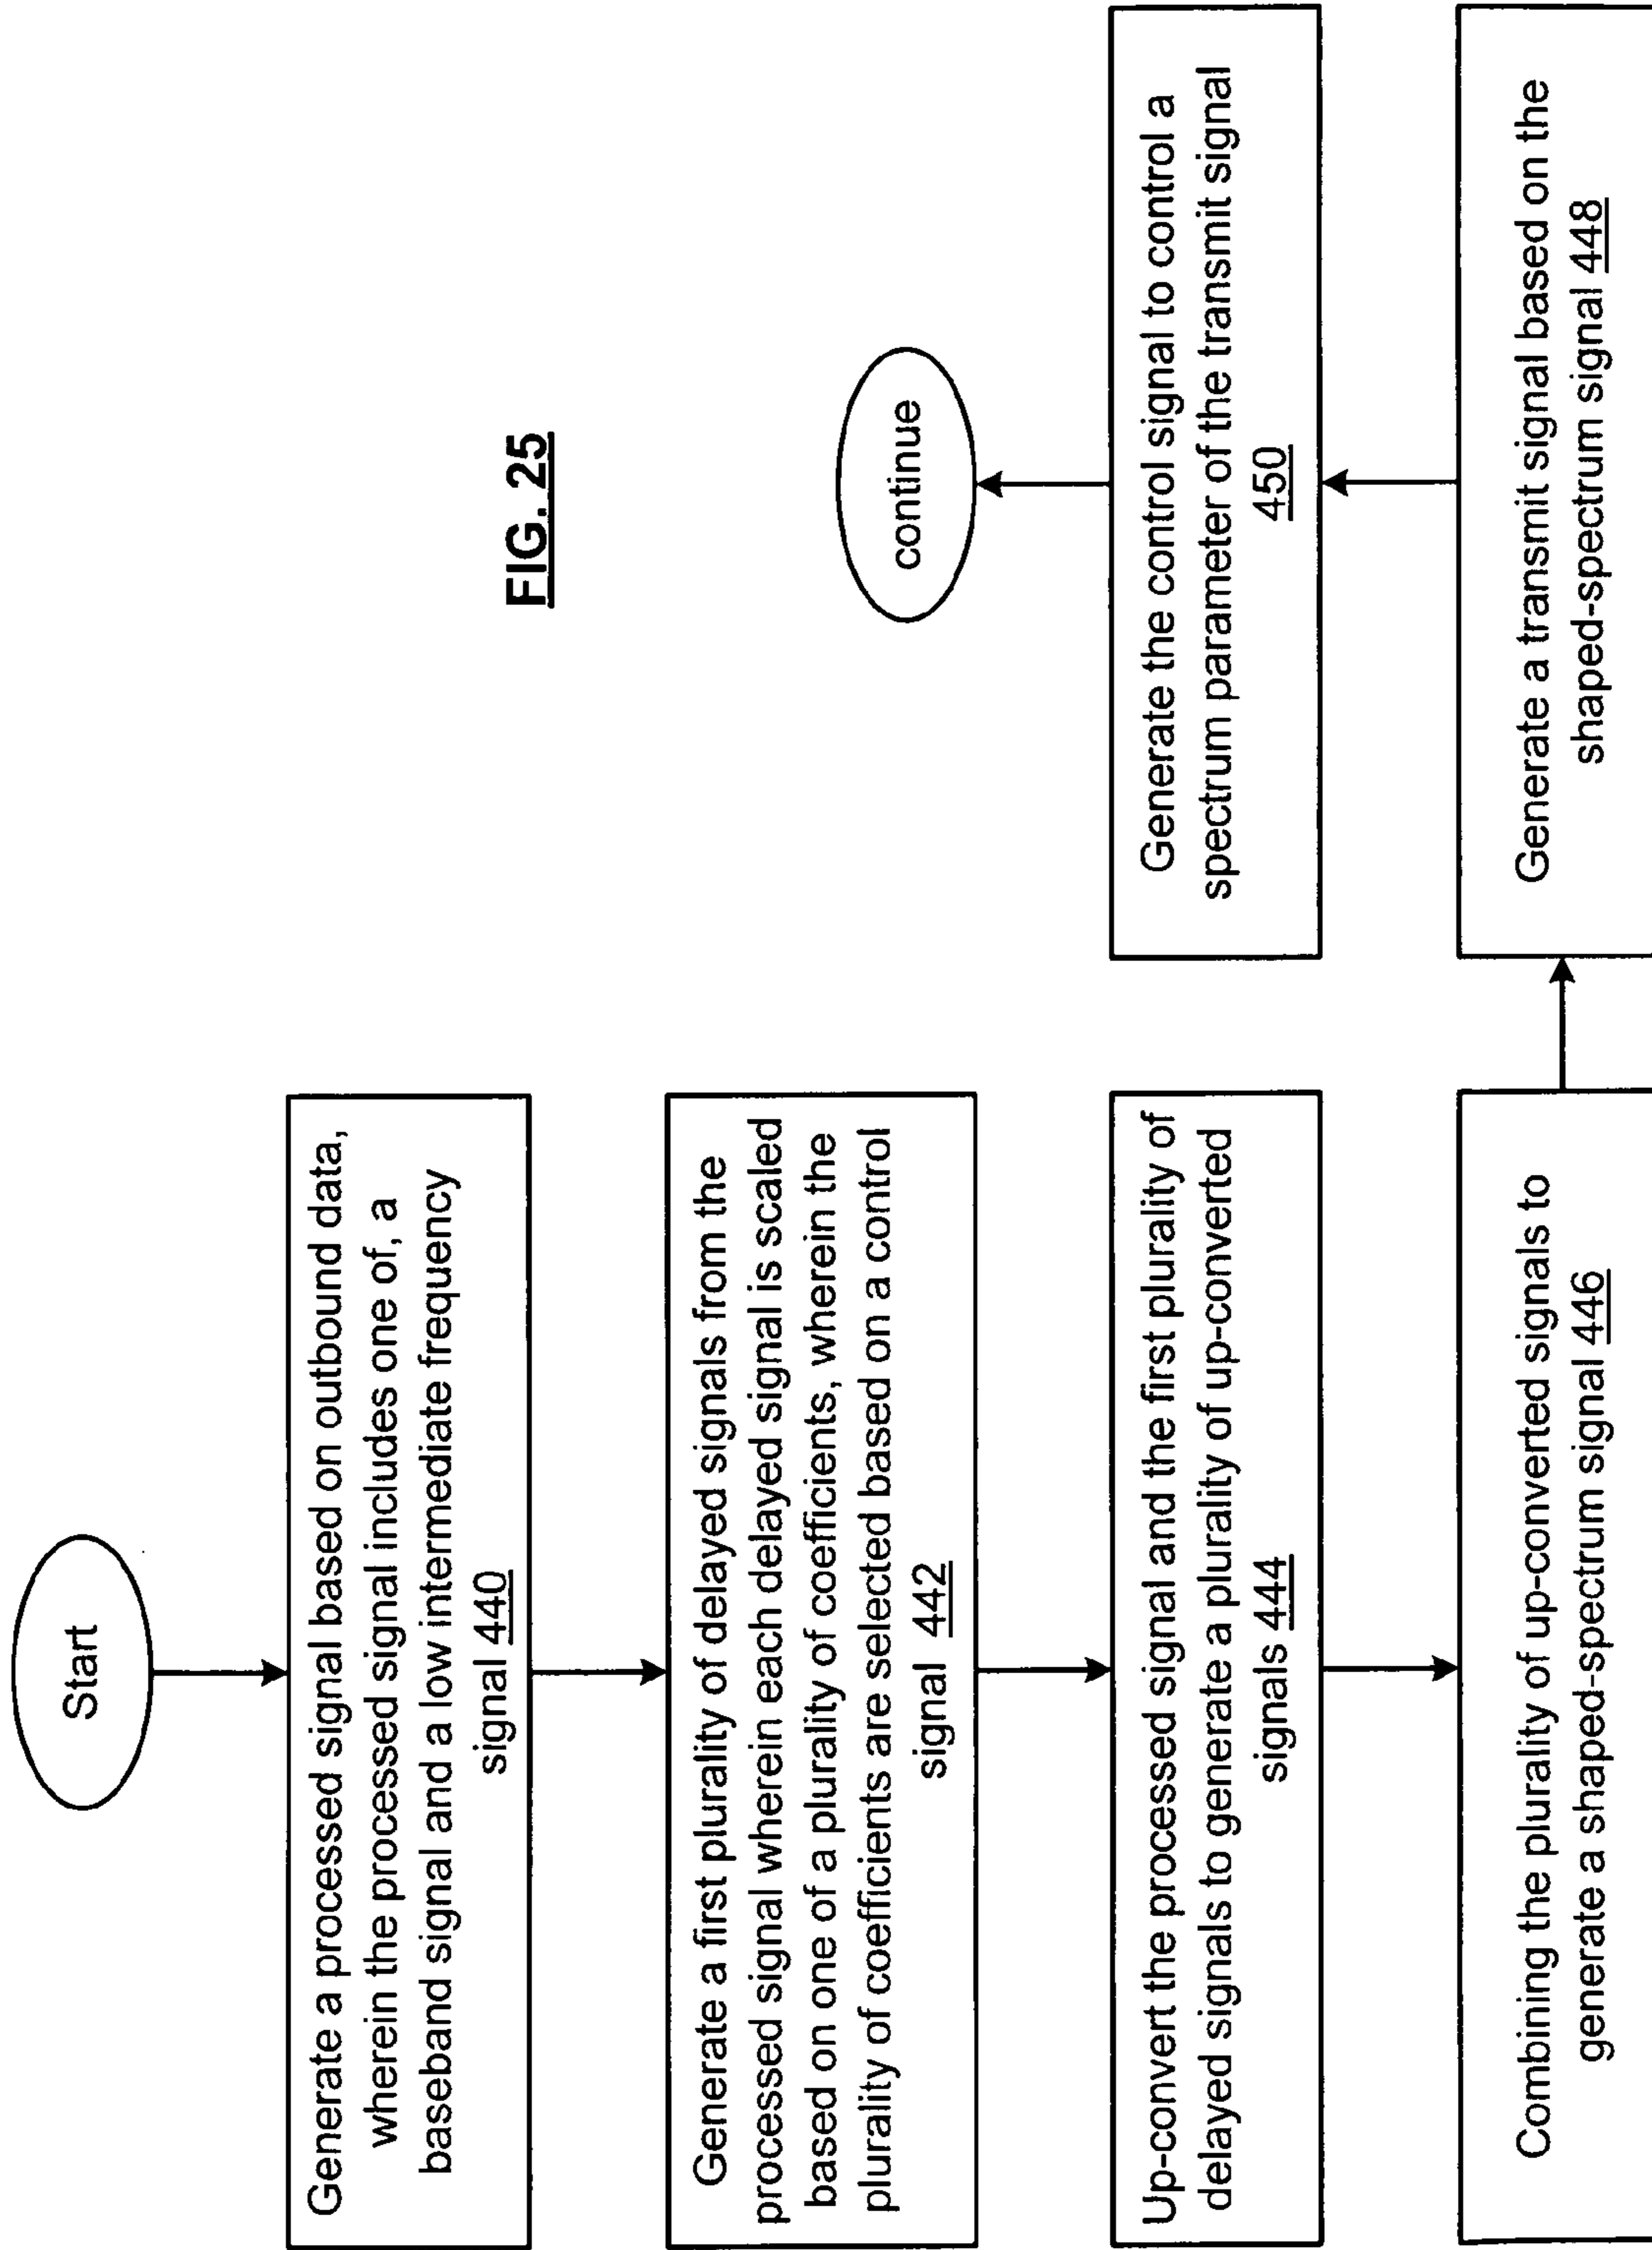 Start
Generate a processed signal based on outbound data,
wherein the processed signal includes one of, a
baseband signal and a low intermediate frequency
signal 440
Generate a first plurality of delayed signals from the
processed signal wherein each delayed signal is scaled
based on one of a plurality of coefficients, wherein the
plurality of coefficients are selected based on a control
signal 442
Up-convert the processed signal and the first plurality of
delayed signals to generate a plurality of up-converted
signals 444
Combining the plurality of up-converted signals to
generate a shaped-spectrum signal 446
Generate a transmit signal based on the
shaped-spectrum signal 448
Generate the control signal to control a
spectrum parameter of the transmit signal
450
continue
FIG. 25